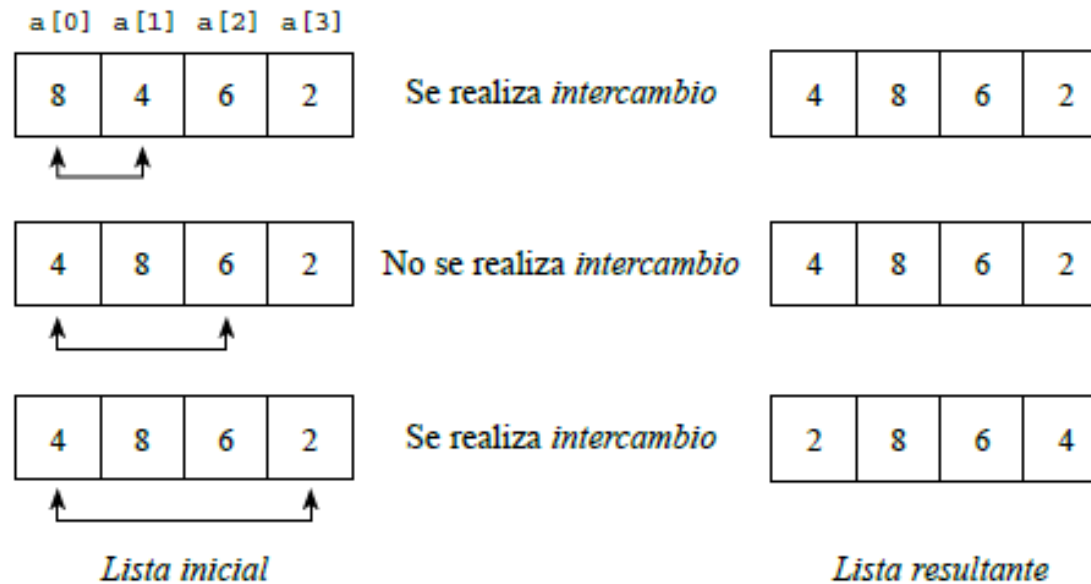 a[0] a[1] a[2] a[3]
8 4 6 2 Se realiza intercambio 4 8 6 2
4 8 6 2 No se realiza intercambio 4 8 6 2
4 8 6 2 Se realiza intercambio 2 8 6 4
Lista inicial Lista resultante